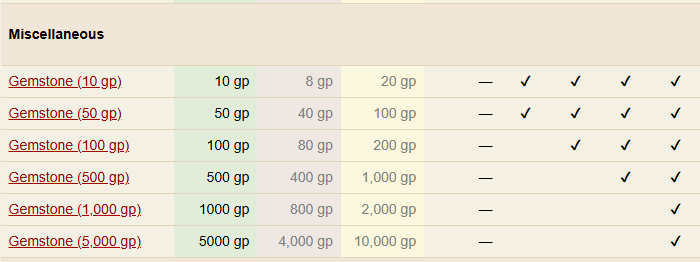 Miscellaneous
Gemstone (10 gp) 10 gp 8 gp 20 gp — ✓ ✓ ✓ ✓
Gemstone (50 gp) 50 gp 40 gp 100 gp — ✓ ✓ ✓ ✓
Gemstone (100 gp) 100 gp 80 gp 200 gp — ✓ ✓ ✓
Gemstone (500 gp) 500 gp 400 gp 1,000 gp — ✓ ✓
Gemstone (1,000 gp) 1000 gp 800 gp 2,000 gp — ✓
Gemstone (5,000 gp) 5000 gp 4,000 gp 10,000 gp — ✓